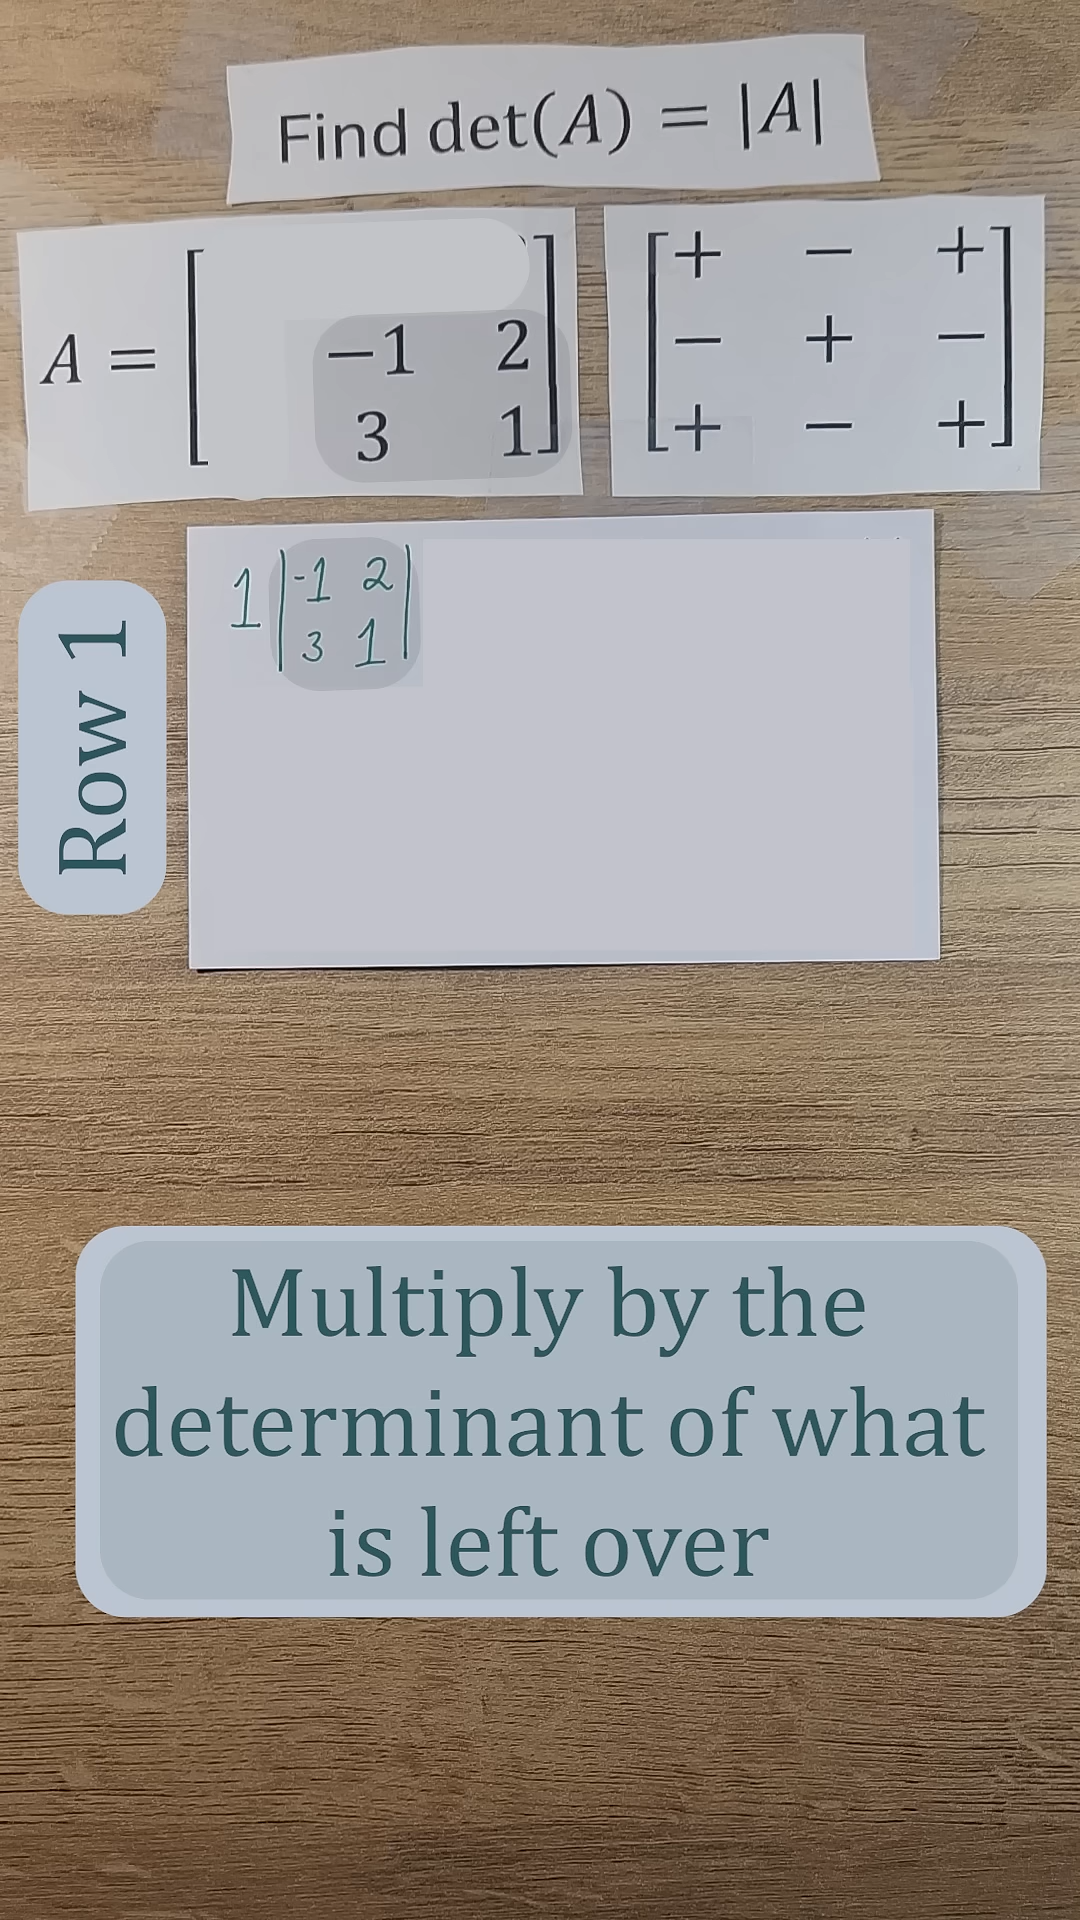 Find det(A) = |A|
A = [
−1 2
3 1 ]
[ + − +
− + −
+ − + ]
1 | -1 2 |
3 1
Row 1
Multiply by the
determinant of what
is left over